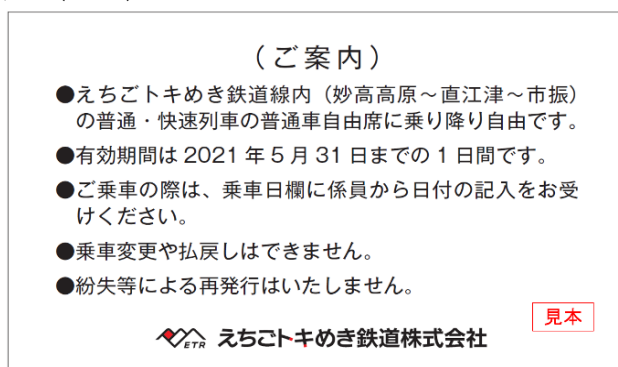 （ご案内）
●えちごトキめき鉄道線内（妙高高原～直江津～市振）
の普通・快速列車の普通車自由席に乗り降り自由です。
●有効期間は 2021 年 5 月 31 日までの 1 日間です。
●ご乗車の際は、乗車日欄に係員から日付の記入をお受
けください。
●乗車変更や払戻しはできません。
●紛失等による再発行はいたしません。
見本
ETR えちごトキめき鉄道株式会社